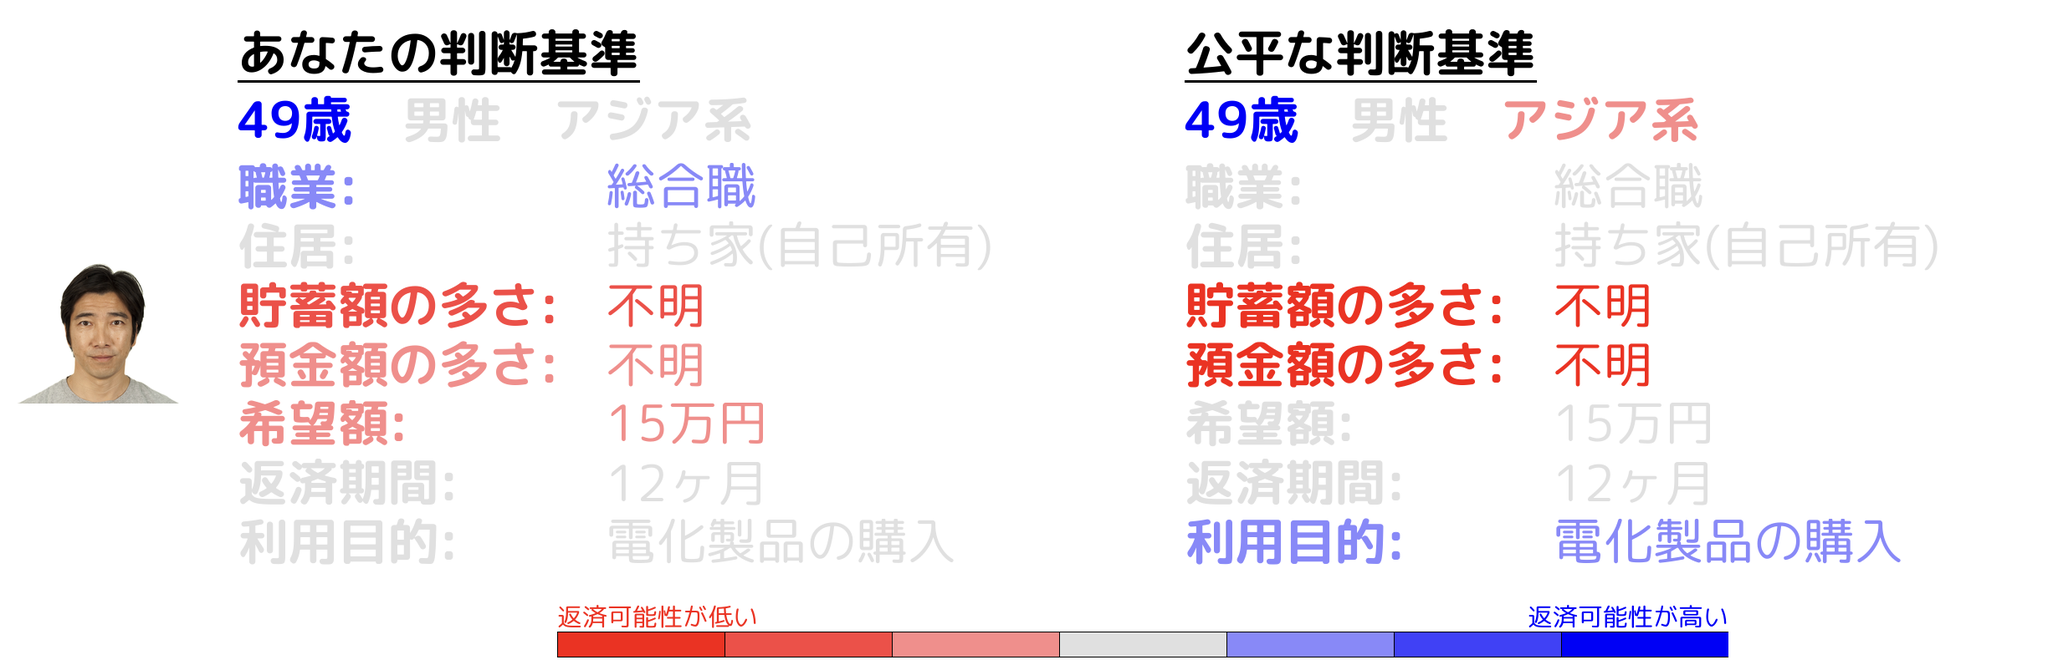 あなたの判断基準
49歳 男性 アジア系
職業: 総合職
住居: 持ち家(自己所有)
貯蓄額の多さ: 不明
預金額の多さ: 不明
希望額: 15万円
返済期間: 12ヶ月
利用目的: 電化製品の購入
公平な判断基準
49歳 男性 アジア系
職業: 総合職
住居: 持ち家(自己所有)
貯蓄額の多さ: 不明
預金額の多さ: 不明
希望額: 15万円
返済期間: 12ヶ月
利用目的: 電化製品の購入
返済可能性が低い
返済可能性が高い